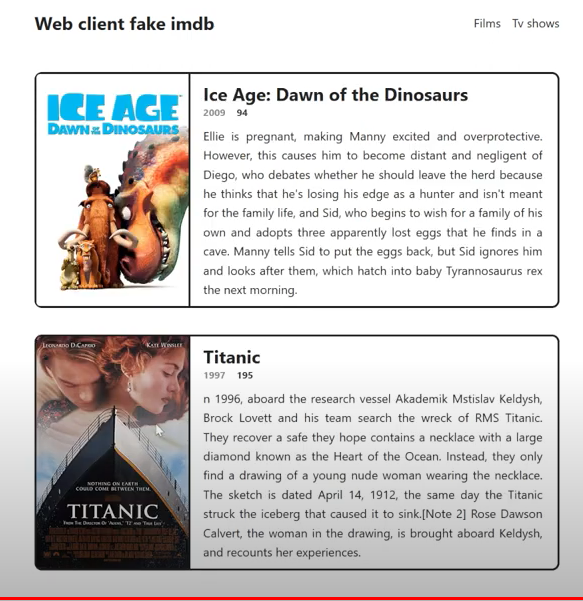 Web client fake imdb
Films Tv shows
ICE AGE
DAWN OF THE DINOSAURS
Ice Age: Dawn of the Dinosaurs
2009 94
Ellie is pregnant, making Manny excited and overprotective.
However, this causes him to become distant and negligent of
Diego, who debates whether he should leave the herd because
he thinks that he's losing his edge as a hunter and isn't meant
for the family life, and Sid, who begins to wish for a family of his
own and adopts three apparently lost eggs that he finds in a
cave. Manny tells Sid to put the eggs back, but Sid ignores him
and looks after them, which hatch into baby Tyrannosaurus rex
the next morning.
LEONARDO DICAPRIO KATE WINSLET
NOTHING ON EARTH
COULD COME BETWEEN THEM.
TITANIC
FROM THE DIRECTOR OF 'ALIENS,' 'T2' AND 'TRUE LIES'
Titanic
1997 195
n 1996, aboard the research vessel Akademik Mstislav Keldysh,
Brock Lovett and his team search the wreck of RMS Titanic.
They recover a safe they hope contains a necklace with a large
diamond known as the Heart of the Ocean. Instead, they only
find a drawing of a young nude woman wearing the necklace.
The sketch is dated April 14, 1912, the same day the Titanic
struck the iceberg that caused it to sink.[Note 2] Rose Dawson
Calvert, the woman in the drawing, is brought aboard Keldysh,
and recounts her experiences.